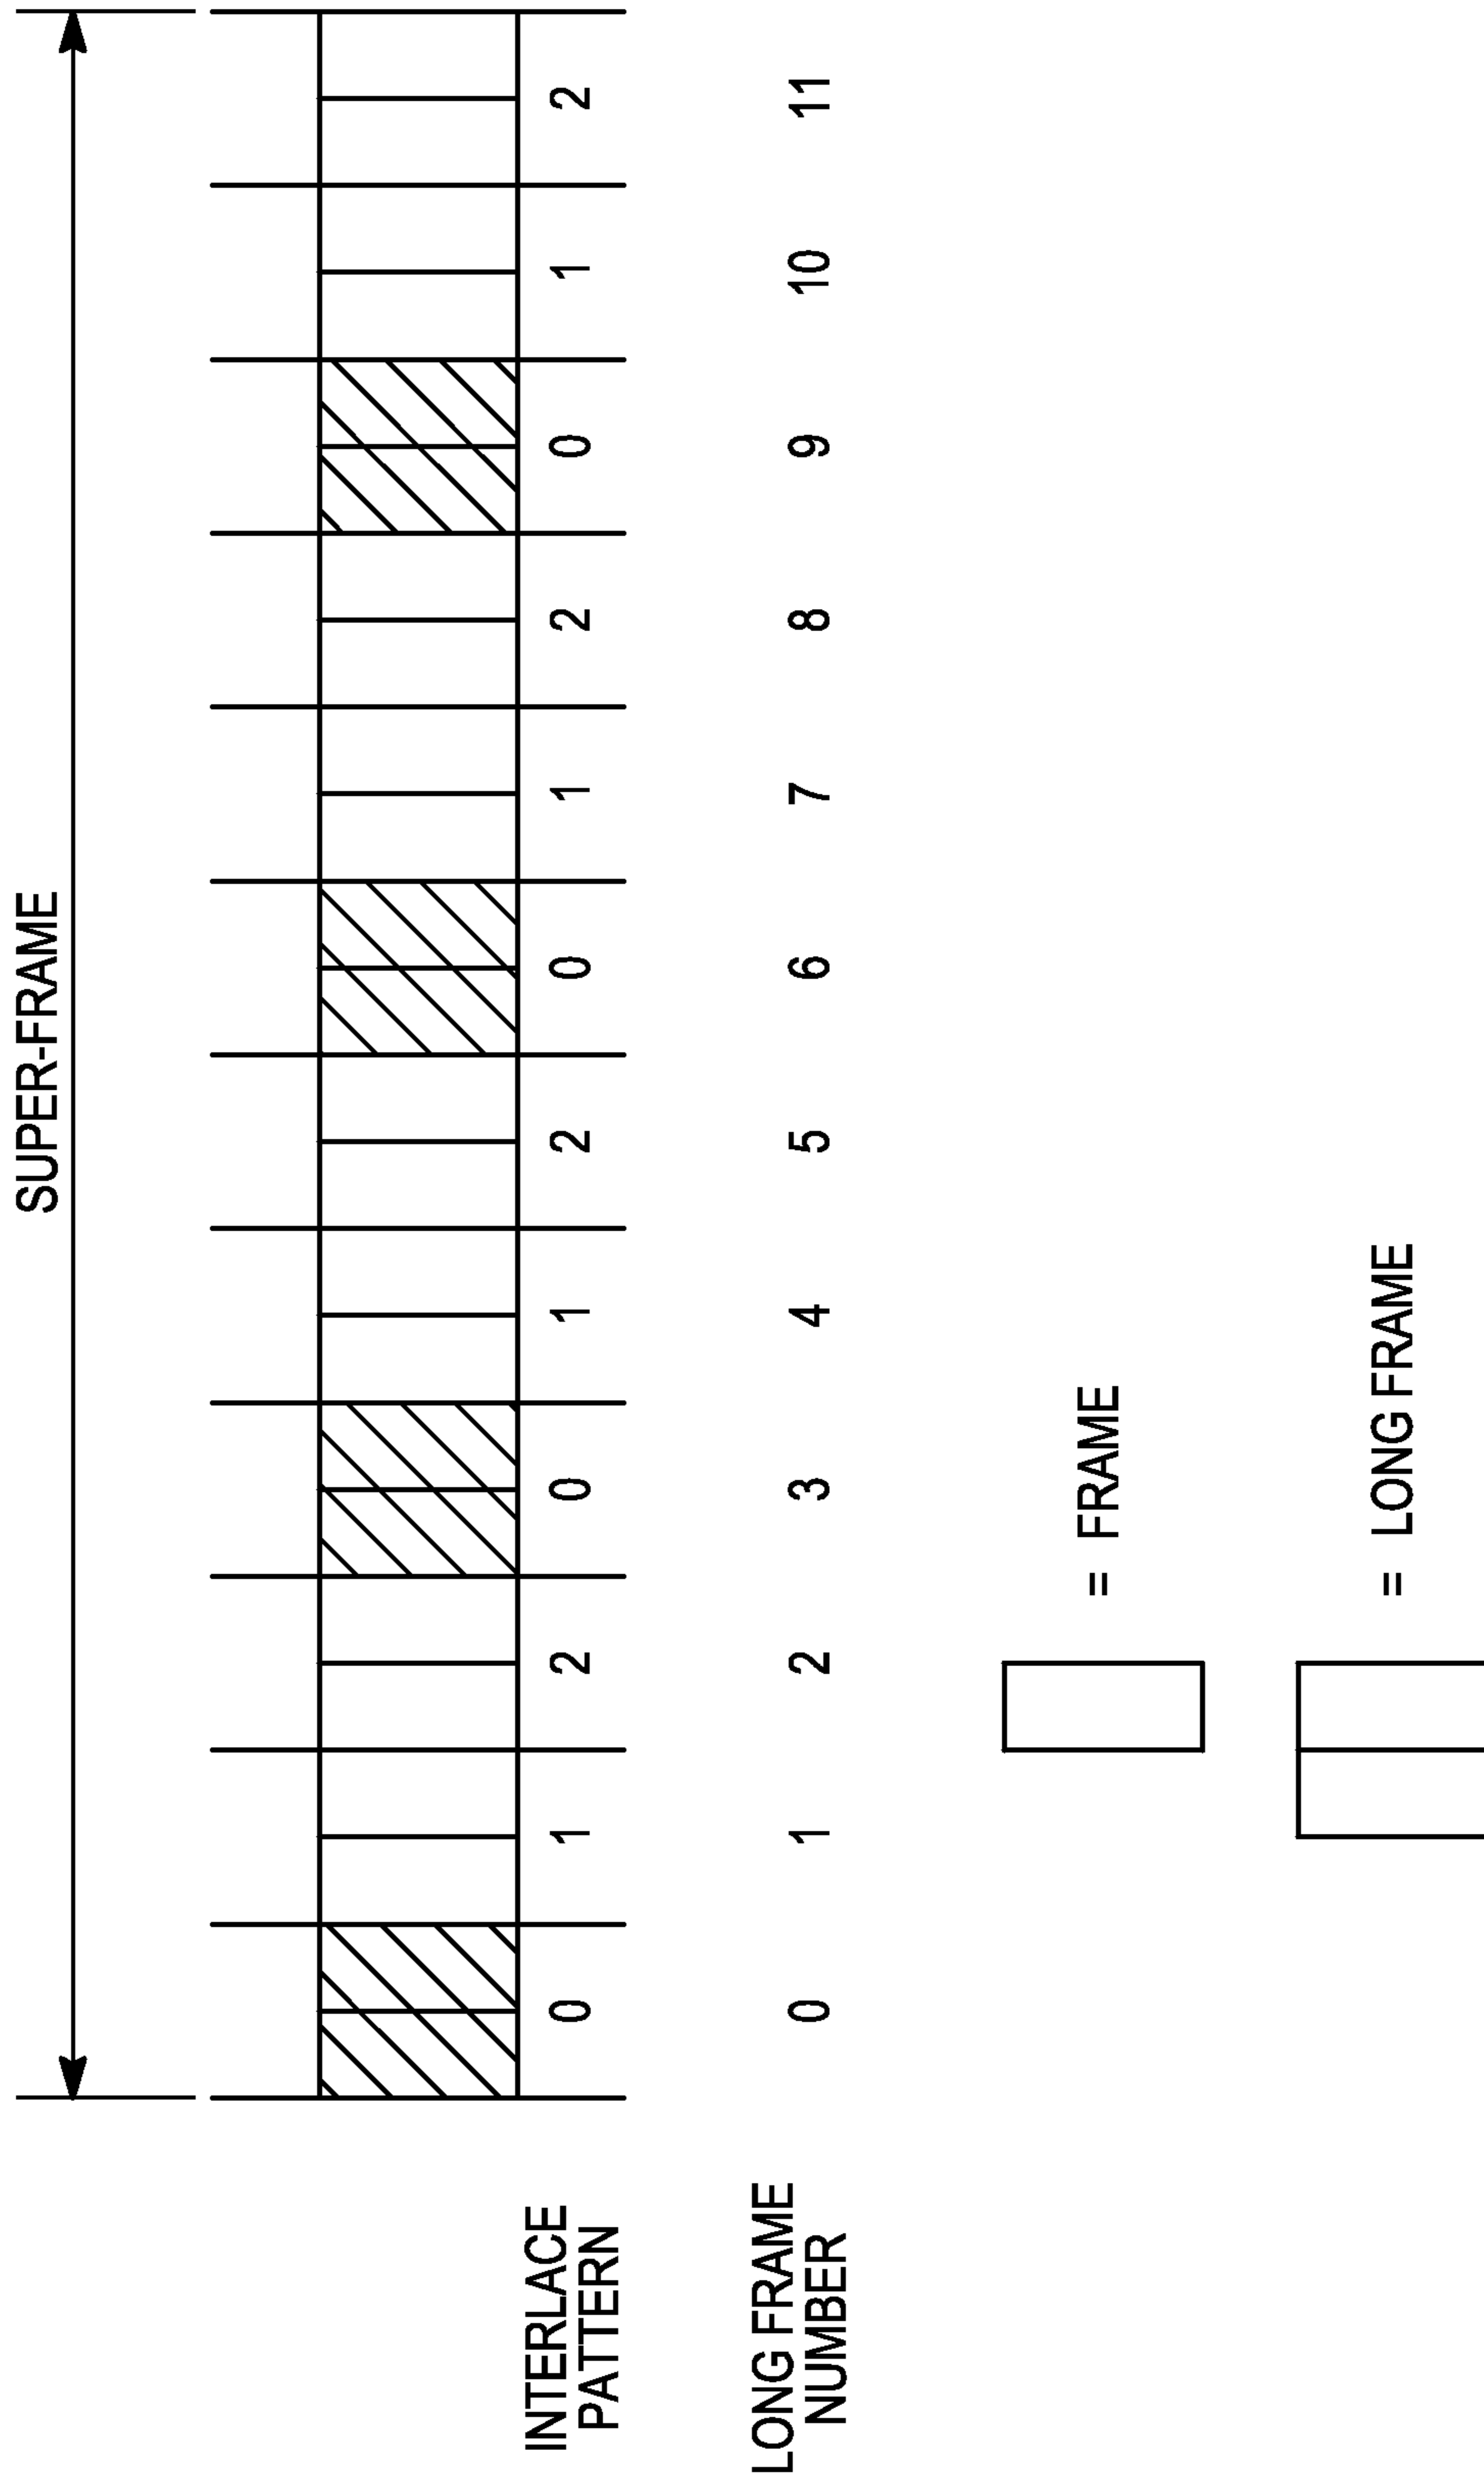 SUPER-FRAME
INTERLACE PATTERN 0 1 2 0 1 2 0 1 2 0 1 2
LONG FRAME NUMBER 0 1 2 3 4 5 6 7 8 9 10 11
= FRAME
= LONG FRAME